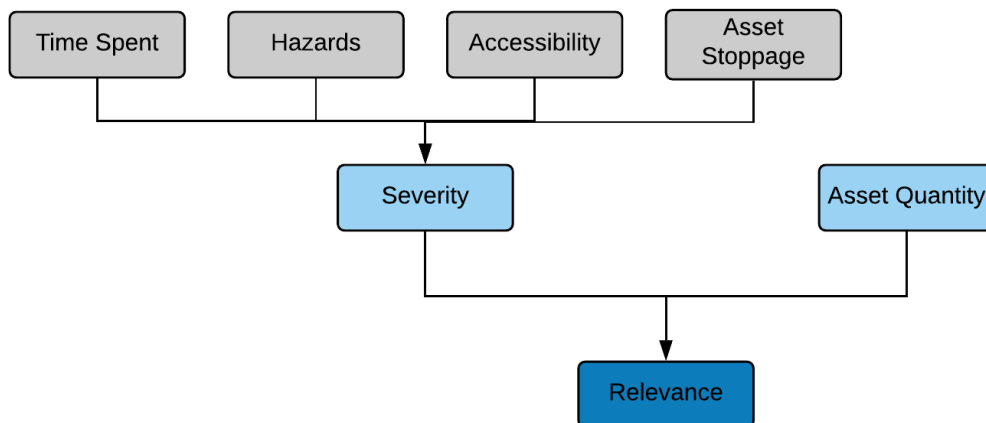 Time Spent
Hazards
Accessibility
Asset
Stoppage
Severity
Asset Quantity
Relevance